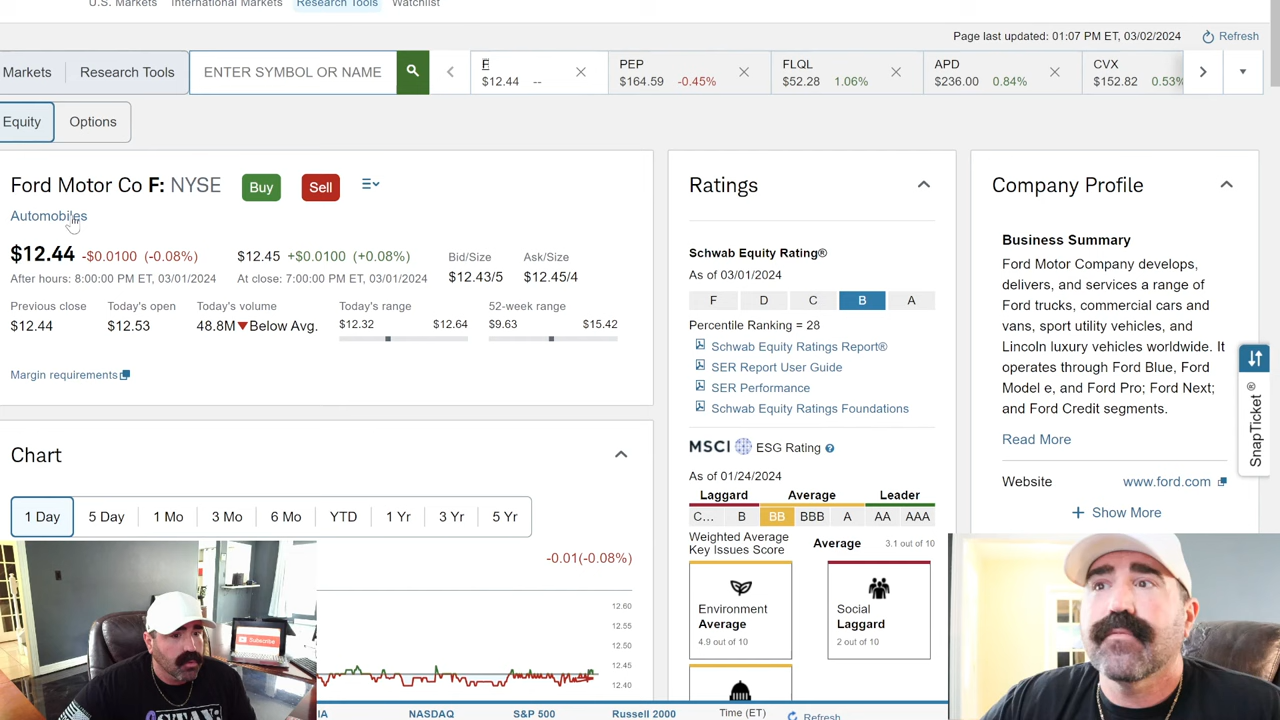 U.S. Markets International Markets Research Tools Watchlist
Page last updated: 01:07 PM ET, 03/02/2024 Refresh
Markets Research Tools ENTER SYMBOL OR NAME
F PEP FLQL APD CVX
$12.44 -- $164.59 -0.45% $52.28 1.06% $236.00 0.84% $152.82 0.53%
Equity Options
Ford Motor Co F: NYSE Buy Sell
Automobiles
$12.44 -$0.0100 (-0.08%) $12.45 +$0.0100 (+0.08%)
After hours: 8:00:00 PM ET, 03/01/2024 At close: 7:00:00 PM ET, 03/01/2024
Bid/Size Ask/Size
$12.43/5 $12.45/4
Previous close Today's open Today's volume Today's range 52-week range
$12.44 $12.53 48.8M Below Avg. $12.32 $12.64 $9.63 $15.42
Margin requirements
Chart
1 Day 5 Day 1 Mo 3 Mo 6 Mo YTD 1 Yr 3 Yr 5 Yr
-0.01(-0.08%)
12.60
12.55
12.50
12.45
12.40
Ratings
Schwab Equity Rating®
As of 03/01/2024
F D C B A
Percentile Ranking = 28
Schwab Equity Ratings Report®
SER Report User Guide
SER Performance
Schwab Equity Ratings Foundations
MSCI ESG Rating
As of 01/24/2024
Laggard Average Leader
C... B BB BBB A AA AAA
Weighted Average
Key Issues Score
Average 3.1 out of 10
Environment
Average
4.9 out of 10
Social
Laggard
2 out of 10
Company Profile
Business Summary
Ford Motor Company develops,
delivers, and services a range of
Ford trucks, commercial cars and
vans, sport utility vehicles, and
Lincoln luxury vehicles worldwide. It
operates through Ford Blue, Ford
Model e, and Ford Pro; Ford Next;
and Ford Credit segments.
Read More
Website www.ford.com
+ Show More
SnapTicket®
Subscribe
IA NASDAQ S&P 500 Russell 2000 Time (ET) Refresh